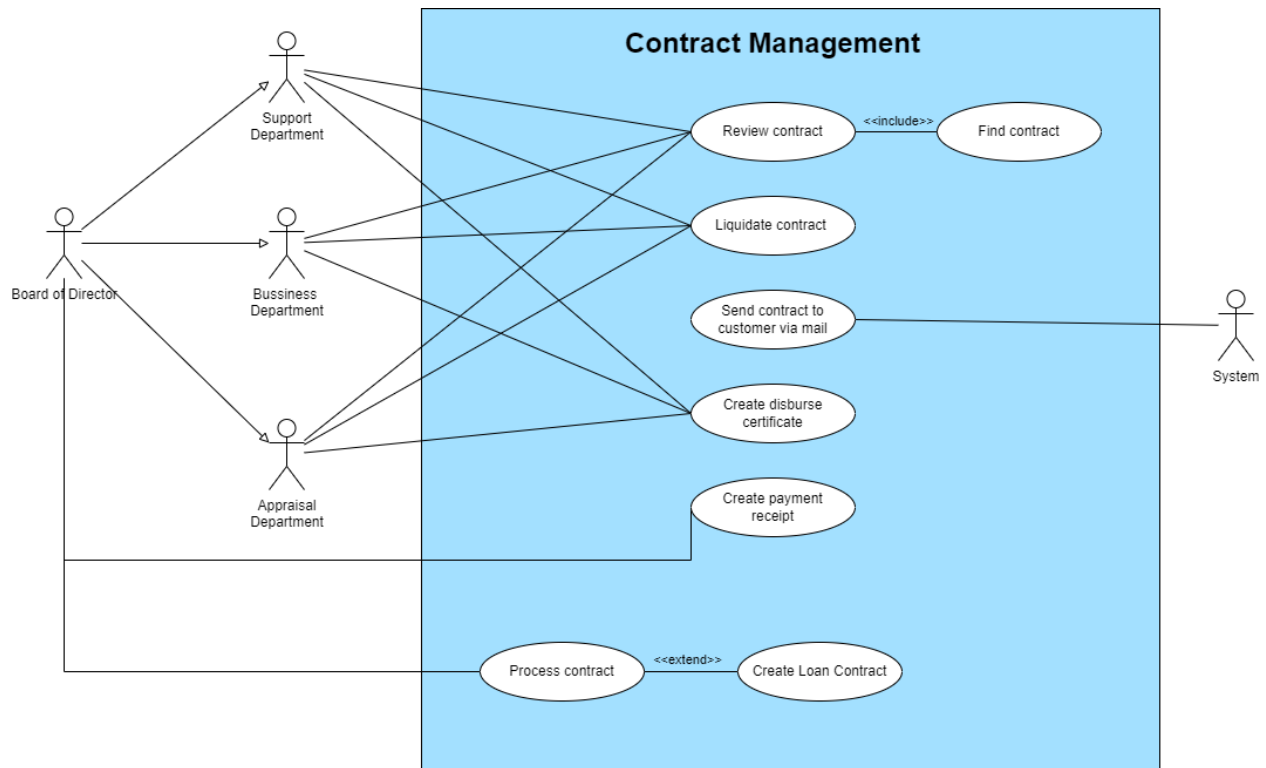 Contract Management
Support
Department
Review contract
<<include>>
Find contract
Liquidate contract
Board of Director
Bussiness
Department
Send contract to
customer via mail
System
Create disburse
certificate
Appraisal
Department
Create payment
receipt
Process contract
<<extend>>
Create Loan Contract